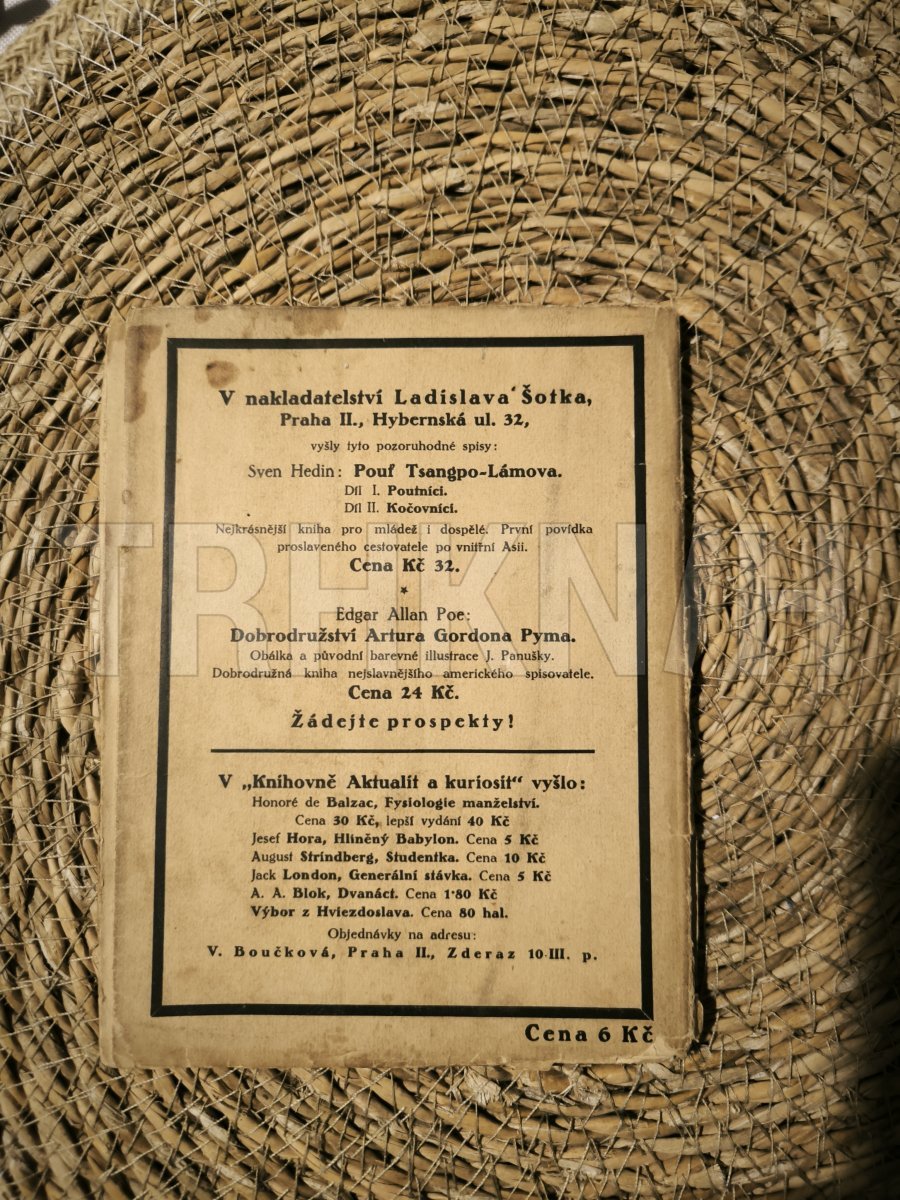 V nakladatelství Ladislava Šotka,
Praha II., Hybernská ul. 32,
vyšly tyto pozoruhodné spisy:
Sven Hedin: Pouť Tsangpo-Lámova.
Díl I. Poutníci.
Díl II. Kočovníci.
Nejkrásnější kniha pro mládež i dospělé. První povídka
proslaveného cestovatele po vnitřní Asii.
Cena Kč 32.
*
Edgar Allan Poe:
Dobrodružství Artura Gordona Pyma.
Obálka a původní barevné illustrace J. Panušky.
Dobrodružná kniha nejslavnějšího amerického spisovatele.
Cena 24 Kč.
Žádejte prospekty!
V „Knihovně Aktualit a kuriosit“ vyšlo:
Honoré de Balzac, Fysiologie manželství.
Cena 30 Kč, lepší vydání 40 Kč
Jesef Hora, Hliněný Babylon. Cena 5 Kč
August Strindberg, Studentka. Cena 10 Kč
Jack London, Generální stávka. Cena 5 Kč
A. A. Blok, Dvanáct. Cena 1·80 Kč
Výbor z Hviezdoslava. Cena 80 hal.
Objednávky na adresu:
V. Boučková, Praha II., Zderaz 10·III. p.
Cena 6 Kč
TRHKNIH